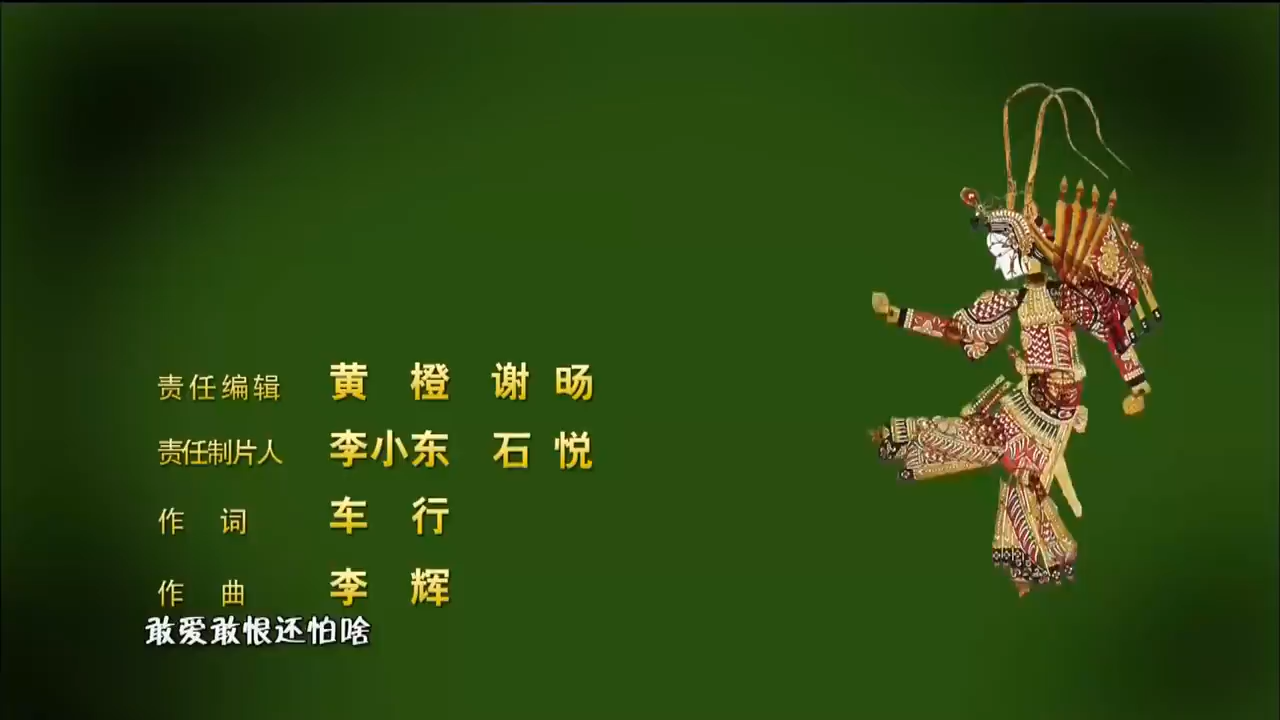 责任编辑 黄橙 谢旸
责任制片人 李小东 石悦
作词 车行
作曲 李辉
敢爱敢恨还怕啥